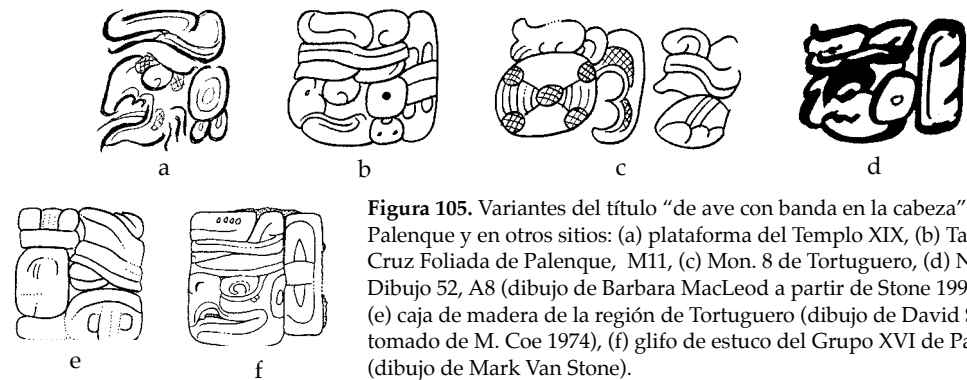 a
b
c
d
e
f
Figura 105. Variantes del título “de ave con banda en la cabeza”
Palenque y en otros sitios: (a) plataforma del Templo XIX, (b) Ta
Cruz Foliada de Palenque, M11, (c) Mon. 8 de Tortuguero, (d) N
Dibujo 52, A8 (dibujo de Barbara MacLeod a partir de Stone 199
(e) caja de madera de la región de Tortuguero (dibujo de David S
tomado de M. Coe 1974), (f) glifo de estuco del Grupo XVI de Pa
(dibujo de Mark Van Stone).